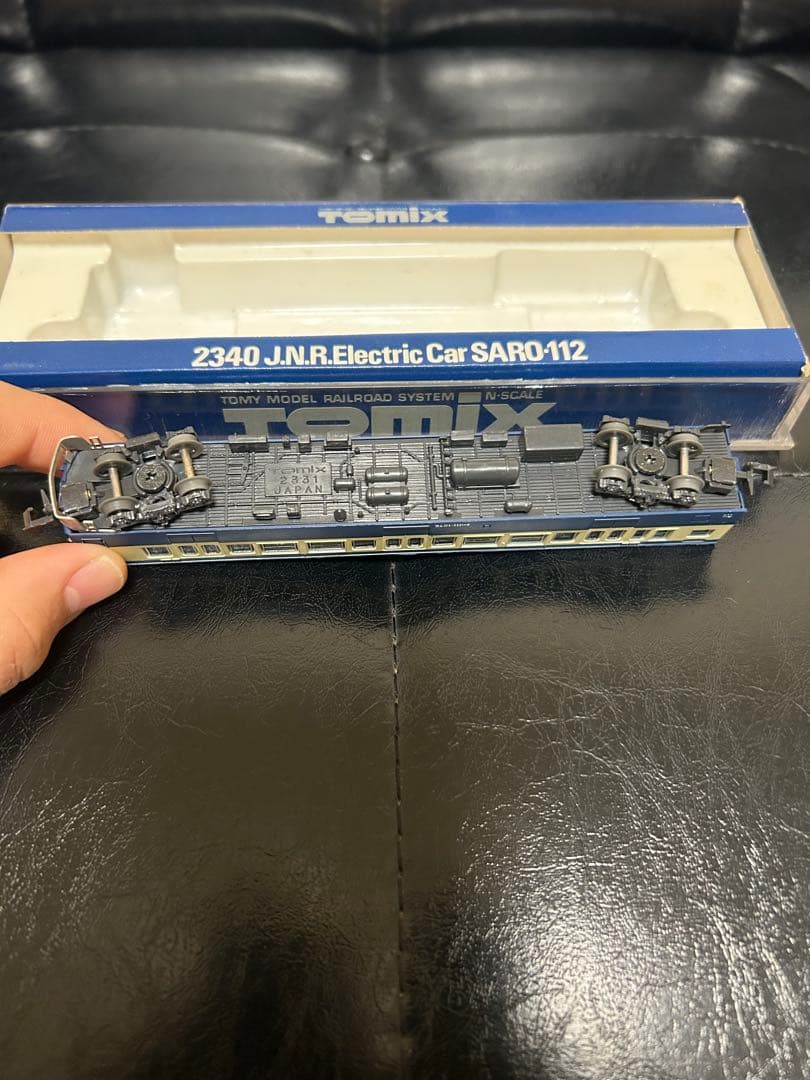 TOMIX
2340 J.N.R.Electric Car SARO·112
TOMY MODEL RAILROAD SYSTEM N-SCALE
TOMIX
TOMIX
2331
JAPAN